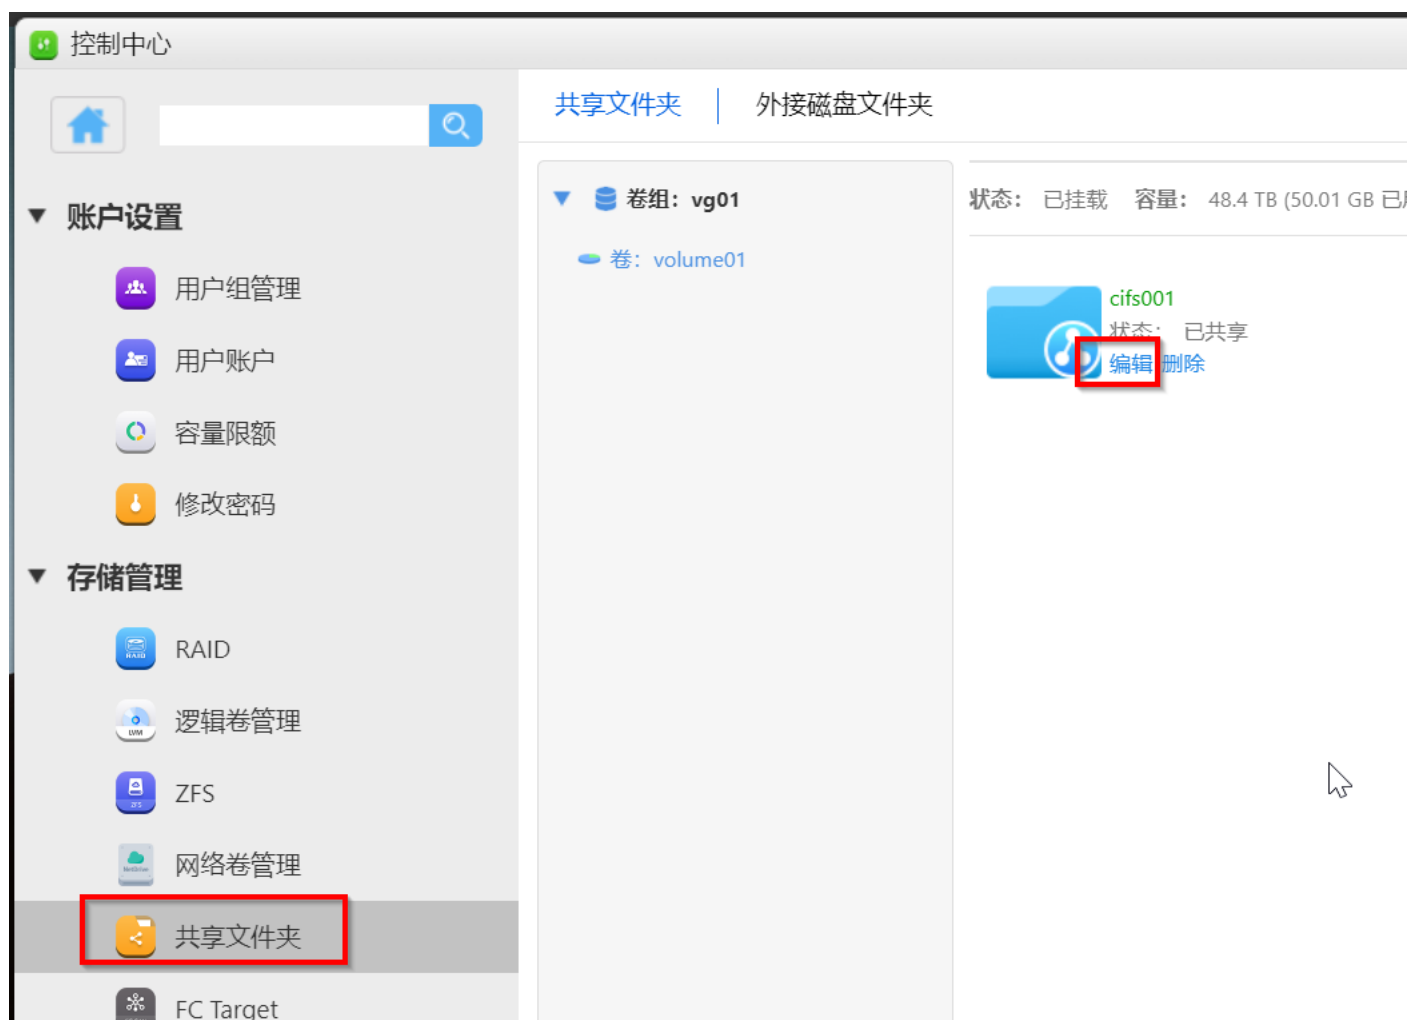 控制中心
共享文件夹 外接磁盘文件夹
账户设置
用户组管理
用户账户
容量限额
修改密码
存储管理
RAID
逻辑卷管理
ZFS
网络卷管理
共享文件夹
FC Target
卷组：vg01
卷：volume01
状态： 已挂载 容量： 48.4 TB (50.01 GB 已
cifs001
状态： 已共享
编辑 删除